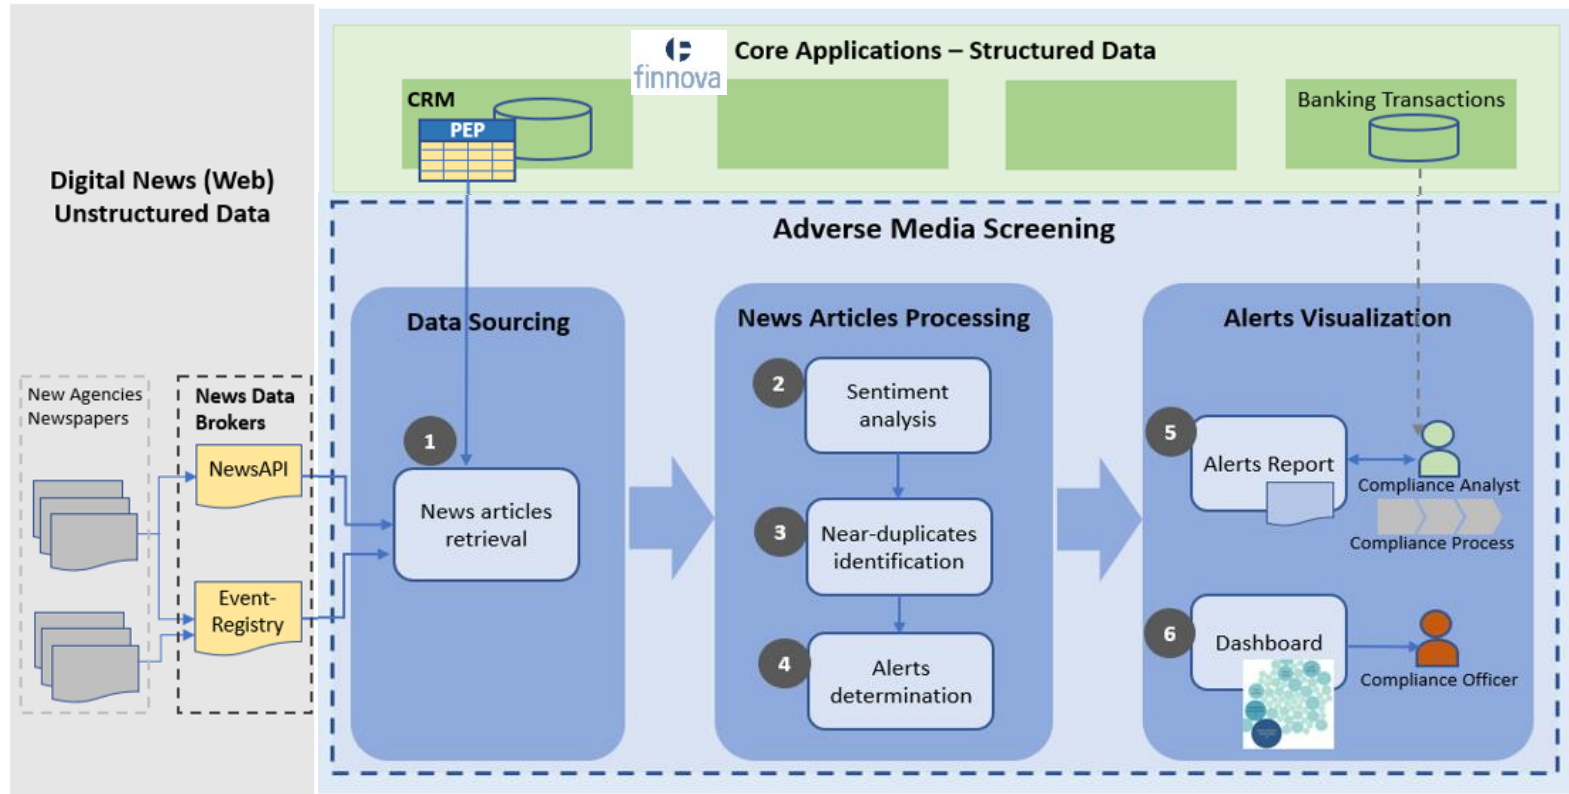 finnova
Core Applications – Structured Data
CRM
PEP
Banking Transactions
Digital News (Web)
Unstructured Data
Adverse Media Screening
Data Sourcing
News Articles Processing
Alerts Visualization
New Agencies
Newspapers
News Data
Brokers
NewsAPI
Event-
Registry
1
News articles
retrieval
2
Sentiment
analysis
3
Near-duplicates
identification
4
Alerts
determination
5
Alerts Report
Compliance Analyst
Compliance Process
6
Dashboard
Compliance Officer